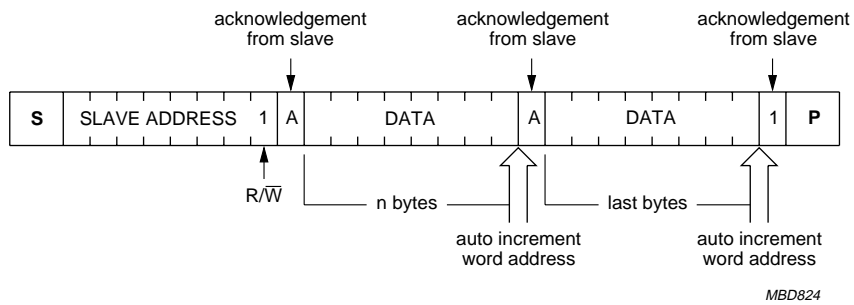 acknowledgement
from slave
acknowledgement
from slave
acknowledgement
from slave
S SLAVE ADDRESS 1 A DATA A DATA 1 P
R/W̅
n bytes
last bytes
auto increment
word address
auto increment
word address
MBD824